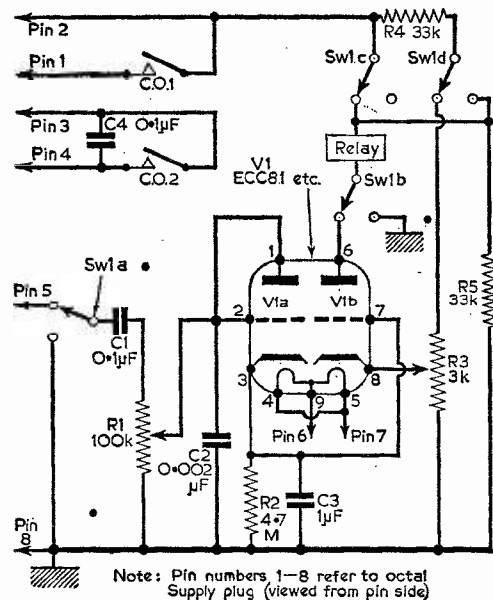 Pin 2
R4 33k
Pin 1
Sw1.c
Sw1d
C.O.1
Pin 3
C4 0·1µF
Pin 4
C.O.2
V1
ECC8.1 etc.
Relay
Sw1b
1
6
V1a
V1b
Sw1a
Pin 5
2
7
R5
33k
C1
0·1µF
3
8
R3
3k
4
9
5
R1
100k
Pin 6
Pin 7
C2
0·002
µF
R2
4·7
M
C3
1µF
Pin
8
Note: Pin numbers 1–8 refer to octal
Supply plug (viewed from pin side)